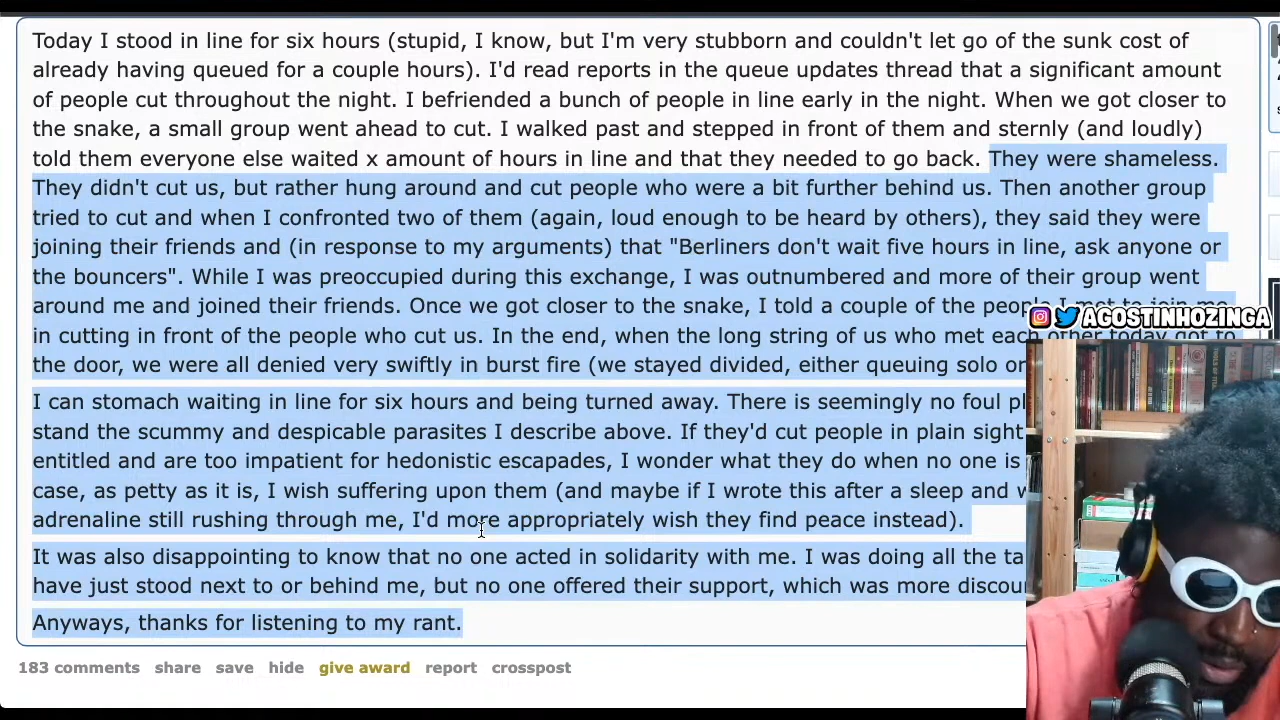 Today I stood in line for six hours (stupid, I know, but I'm very stubborn and couldn't let go of the sunk cost of
already having queued for a couple hours). I'd read reports in the queue updates thread that a significant amount
of people cut throughout the night. I befriended a bunch of people in line early in the night. When we got closer to
the snake, a small group went ahead to cut. I walked past and stepped in front of them and sternly (and loudly)
told them everyone else waited x amount of hours in line and that they needed to go back. They were shameless.
They didn't cut us, but rather hung around and cut people who were a bit further behind us. Then another group
tried to cut and when I confronted two of them (again, loud enough to be heard by others), they said they were
joining their friends and (in response to my arguments) that "Berliners don't wait five hours in line, ask anyone or
the bouncers". While I was preoccupied during this exchange, I was outnumbered and more of their group went
around me and joined their friends. Once we got closer to the snake, I told a couple of the people I met to join me
AGOSTINHOZINGA
in cutting in front of the people who cut us. In the end, when the long string of us who met each other today got to
the door, we were all denied very swiftly in burst fire (we stayed divided, either queuing solo or
I can stomach waiting in line for six hours and being turned away. There is seemingly no foul
stand the scummy and despicable parasites I describe above. If they'd cut people in plain sight
entitled and are too impatient for hedonistic escapades, I wonder what they do when no one is
case, as petty as it is, I wish suffering upon them (and maybe if I wrote this after a sleep and
adrenaline still rushing through me, I'd more appropriately wish they find peace instead).
It was also disappointing to know that no one acted in solidarity with me. I was doing all the
have just stood next to or behind me, but no one offered their support, which was more
Anyways, thanks for listening to my rant.
183 comments share save hide give award report crosspost